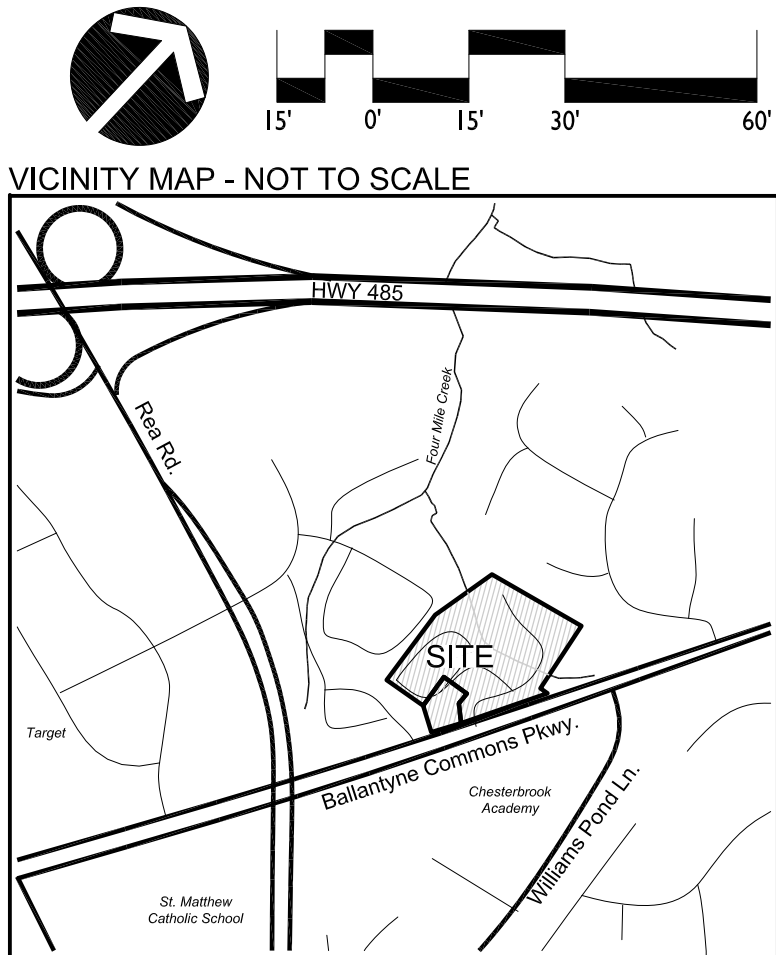 15' 0' 15' 30' 60'
VICINITY MAP - NOT TO SCALE
HWY 485
Rea Rd.
Four Mile Creek
SITE
Target
Ballantyne Commons Pkwy.
Chesterbrook
Academy
Williams Pond Ln.
St. Matthew
Catholic School